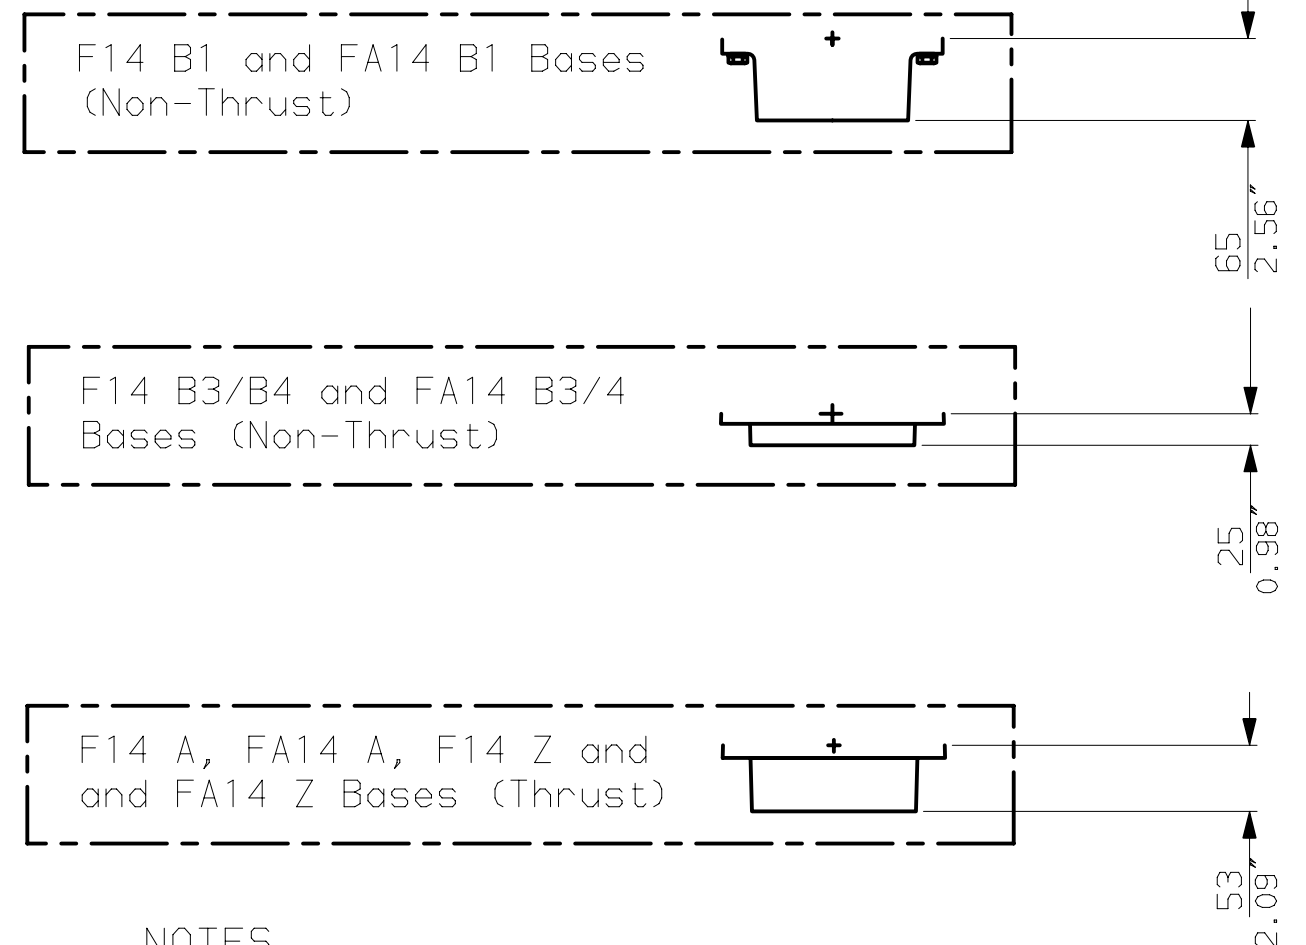 F14 B1 and FA14 B1 Bases
(Non-Thrust)
65
2.56"
F14 B3/B4 and FA14 B3/4
Bases (Non-Thrust)
25
0.98"
F14 A, FA14 A, F14 Z and
and FA14 Z Bases (Thrust)
53
2.09"
NOTES